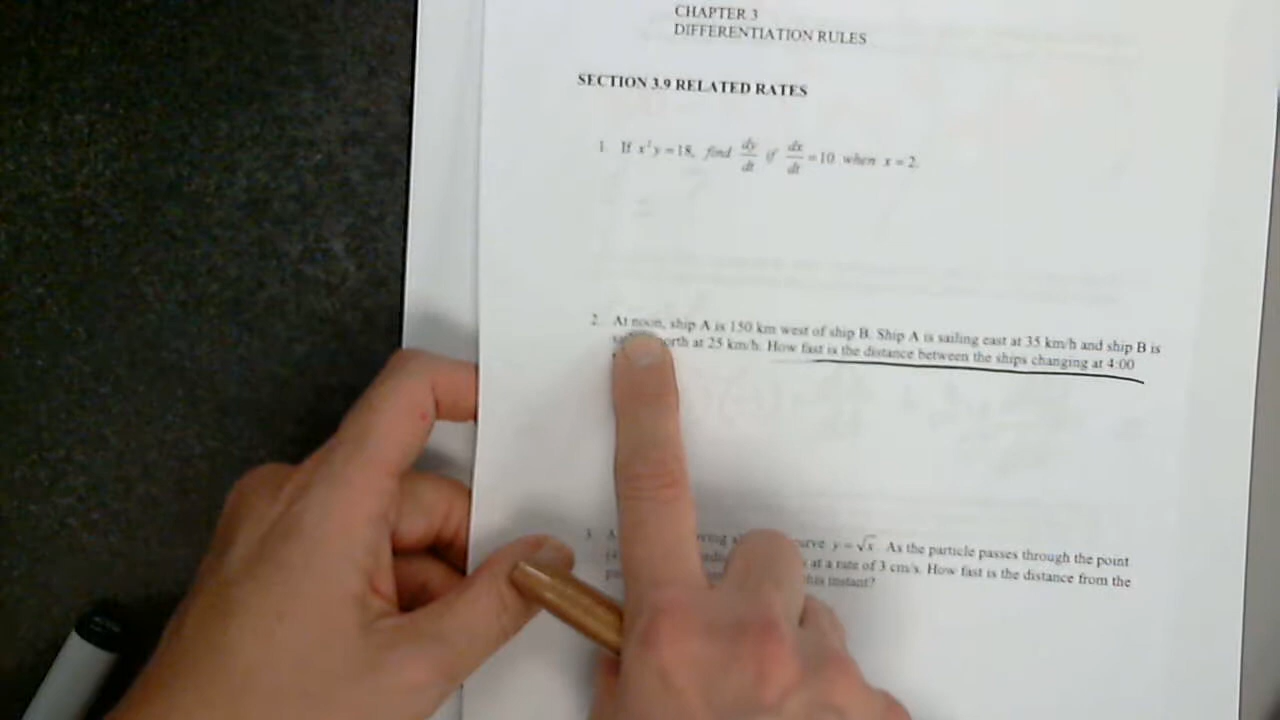 CHAPTER 3
DIFFERENTIATION RULES
SECTION 3.9 RELATED RATES
1. If x²y = 18, find dy/dt if dx/dt = 10 when x = 2.
2. At noon, ship A is 150 km west of ship B. Ship A is sailing east at 35 km/h and ship B is
north at 25 km/h. How fast is the distance between the ships changing at 4:00
3. curve y = √x. As the particle passes through the point
at a rate of 3 cm/s. How fast is the distance from the
this instant?